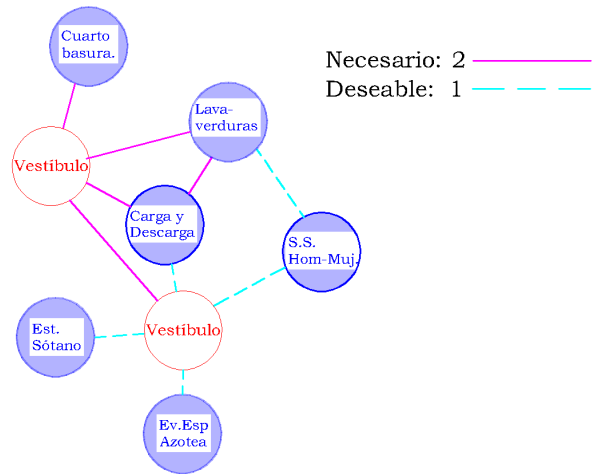 Cuarto
basura.
Necesario: 2
Deseable: 1
Lava-
verduras
Vestíbulo
Carga y
Descarga
S.S.
Hom-Muj.
Vestíbulo
Est.
Sótano
Ev.Esp
Azotea